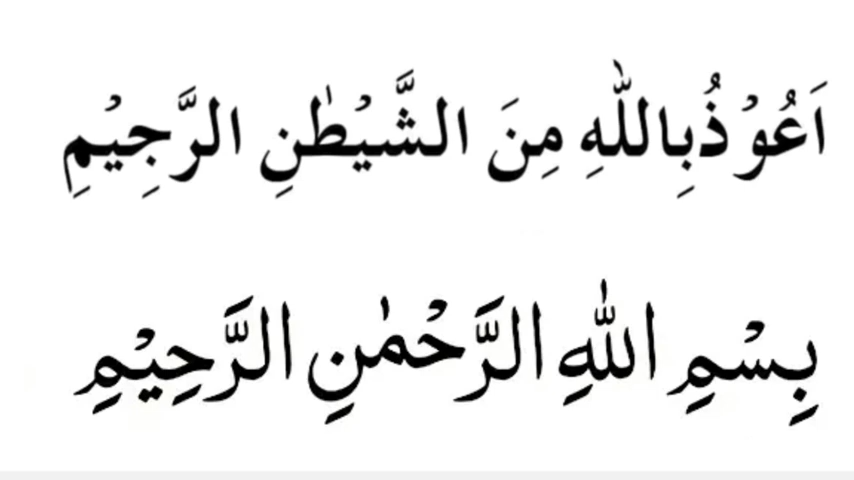 اَعُوْذُبِاللّٰهِ مِنَ الشَّيْطٰنِ الرَّجِيْمِ
بِسْمِ اللّٰهِ الرَّحْمٰنِ الرَّحِيْمِ